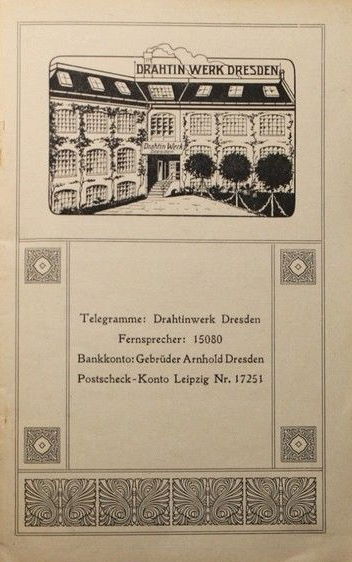 DRAHTIN WERK DRESDEN
Drahtin Werk
Telegramme: Drahtinwerk Dresden
Fernsprecher: 15080
Bankkonto: Gebrüder Arnhold Dresden
Postscheck-Konto Leipzig Nr. 17251